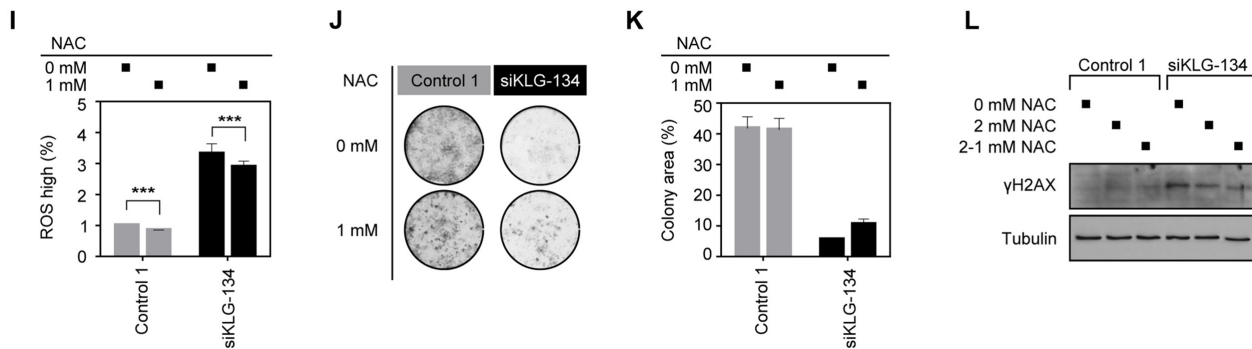 I
NAC
0 mM
1 mM
ROS high (%)
5
4
3
2
1
0
***
***
Control 1
siKLG-134
J
NAC
Control 1
siKLG-134
0 mM
1 mM
K
NAC
0 mM
1 mM
Colony area (%)
50
40
30
20
10
0
Control 1
siKLG-134
L
Control 1
siKLG-134
0 mM NAC
2 mM NAC
2-1 mM NAC
γH2AX
Tubulin